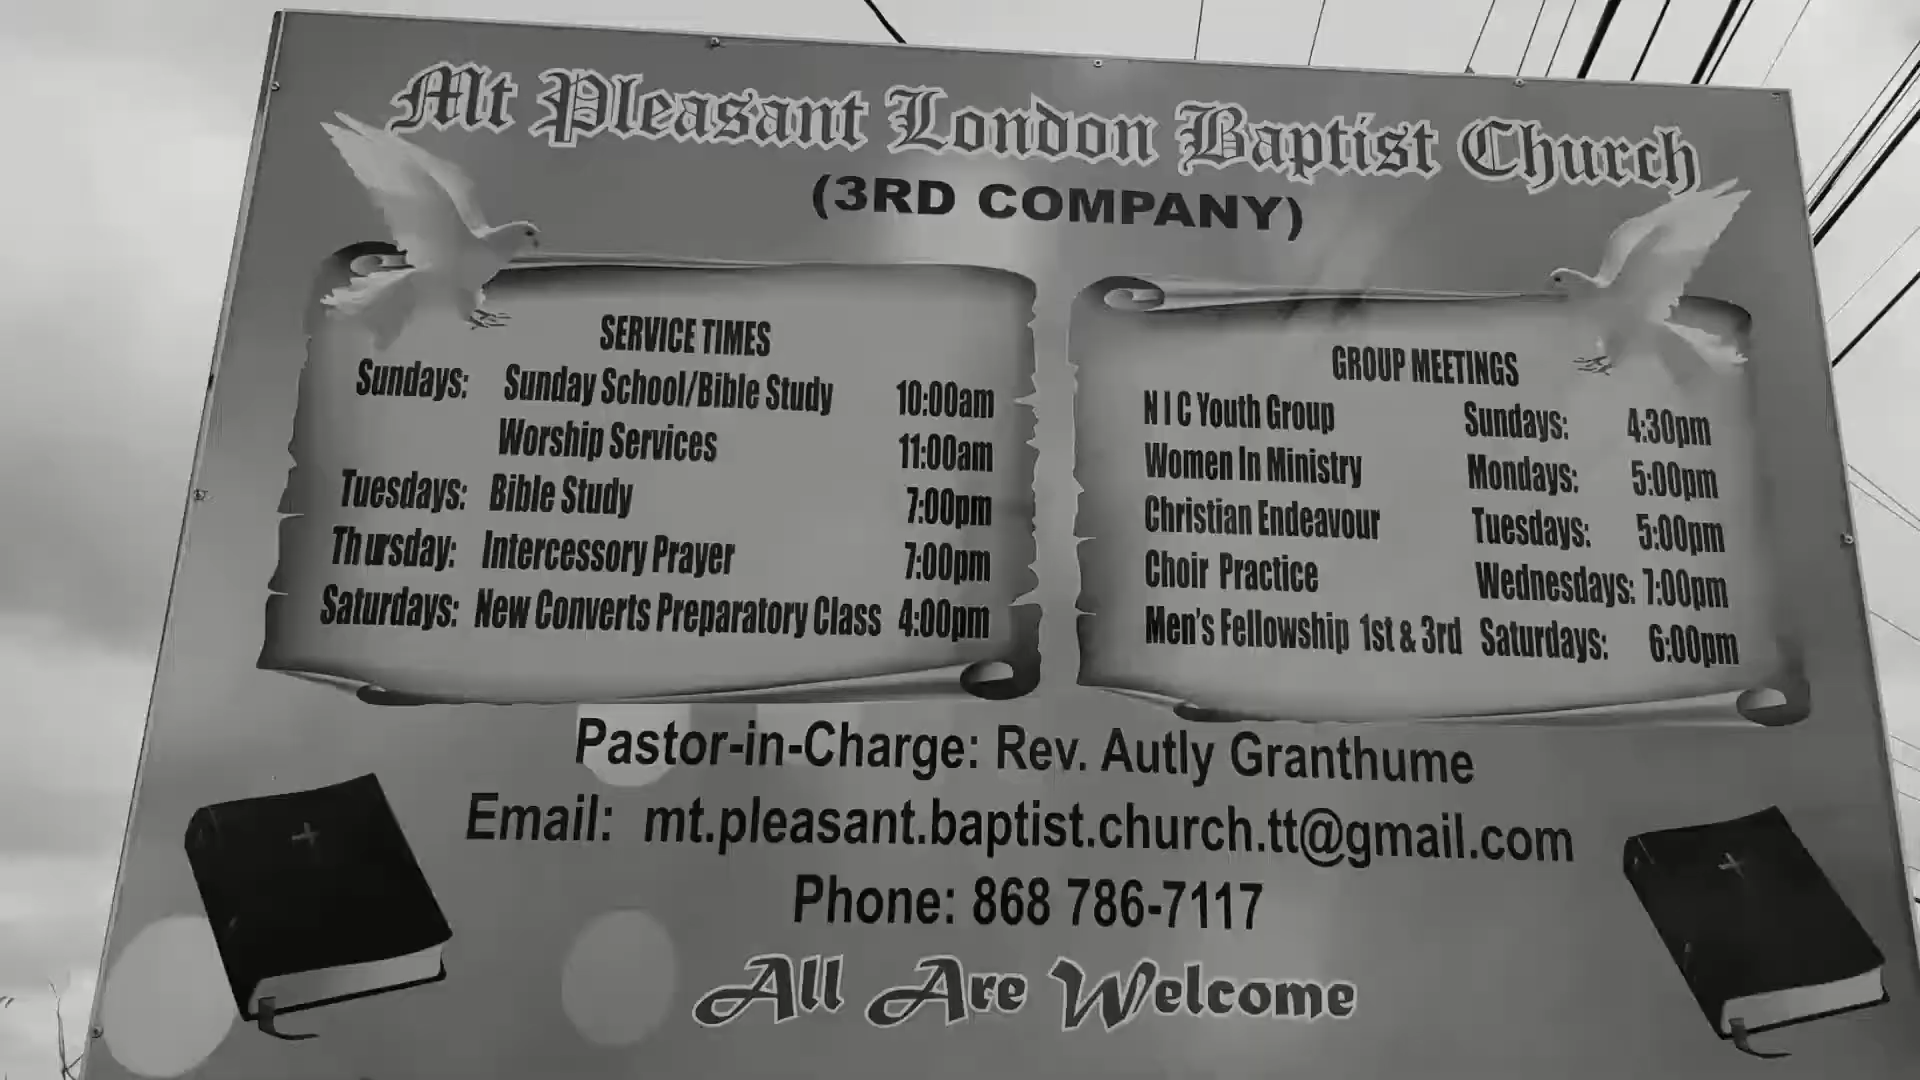 Mt Pleasant London Baptist Church
(3RD COMPANY)
SERVICE TIMES
Sundays: Sunday School/Bible Study 10:00am
Worship Services 11:00am
Tuesdays: Bible Study 7:00pm
Thursday: Intercessory Prayer 7:00pm
Saturdays: New Converts Preparatory Class 4:00pm
GROUP MEETINGS
N I C Youth Group Sundays: 4:30pm
Women In Ministry Mondays: 5:00pm
Christian Endeavour Tuesdays: 5:00pm
Choir Practice Wednesdays: 7:00pm
Men's Fellowship 1st & 3rd Saturdays: 6:00pm
Pastor-in-Charge: Rev. Autly Granthume
Email: mt.pleasant.baptist.church.tt@gmail.com
Phone: 868 786-7117
All Are Welcome